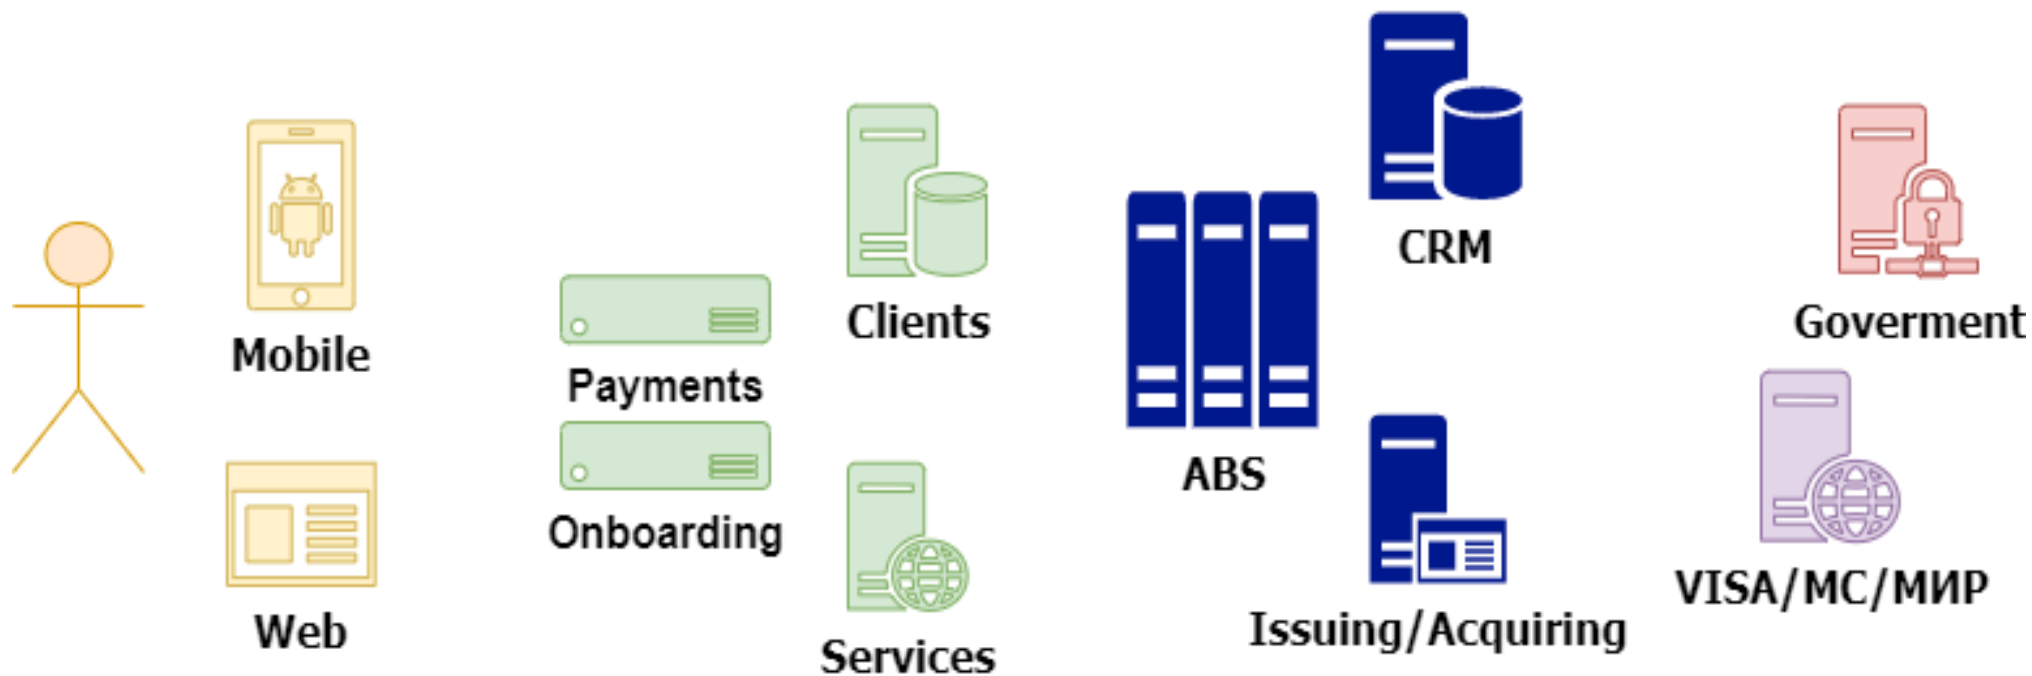 Mobile
Web
Payments
Onboarding
Clients
Services
ABS
CRM
Issuing/Acquiring
Goverment
VISA/MC/МИР